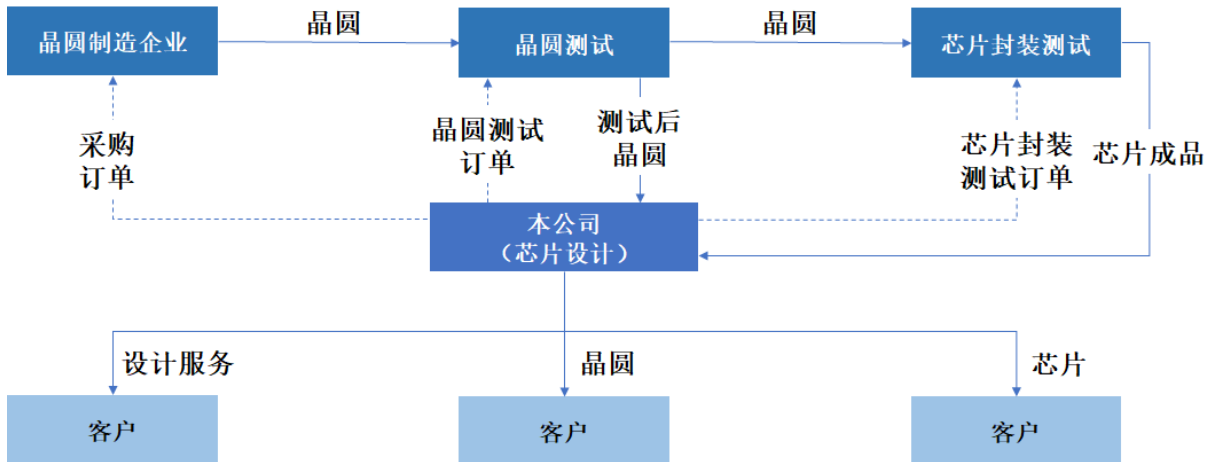 晶圆制造企业
晶圆
晶圆测试
晶圆
芯片封装测试
采购
订单
晶圆测试
订单
测试后
晶圆
芯片封装
测试订单
芯片成品
本公司
（芯片设计）
设计服务
晶圆
芯片
客户
客户
客户